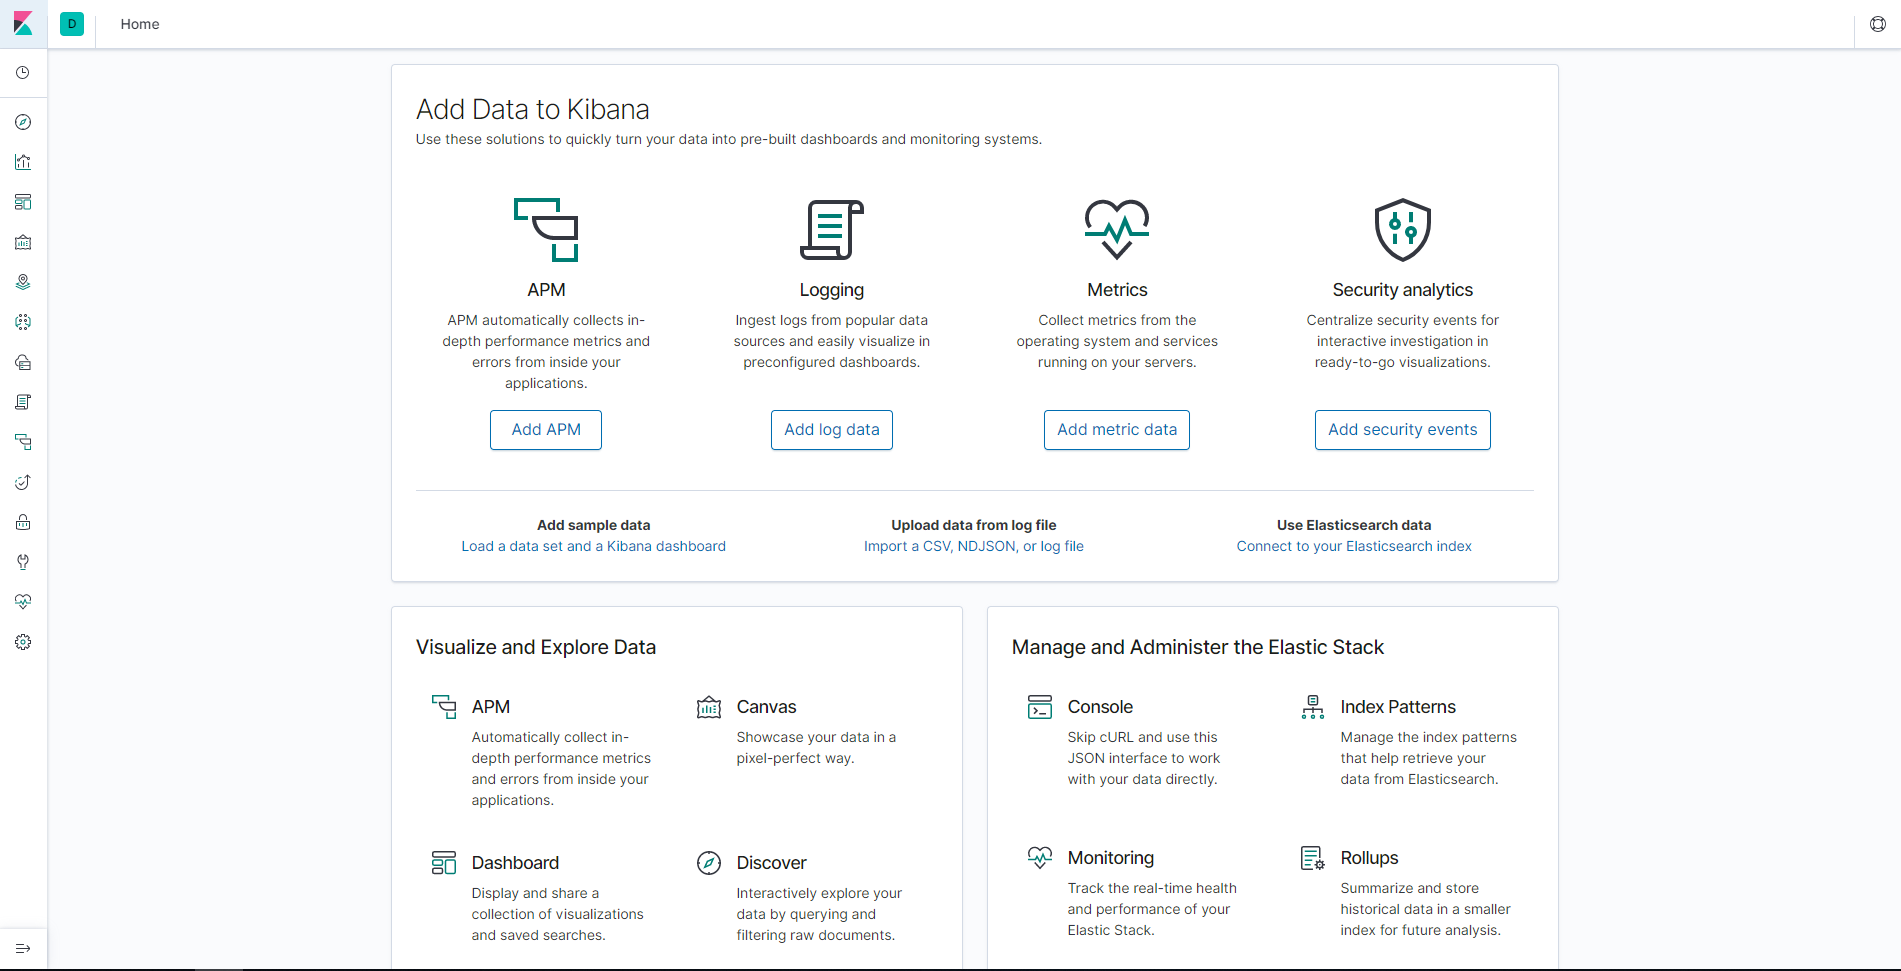 D
Home
Add Data to Kibana
Use these solutions to quickly turn your data into pre-built dashboards and monitoring systems.
APM
APM automatically collects in-
depth performance metrics and
errors from inside your
applications.
Add APM
Logging
Ingest logs from popular data
sources and easily visualize in
preconfigured dashboards.
Add log data
Metrics
Collect metrics from the
operating system and services
running on your servers.
Add metric data
Security analytics
Centralize security events for
interactive investigation in
ready-to-go visualizations.
Add security events
Add sample data
Load a data set and a Kibana dashboard
Upload data from log file
Import a CSV, NDJSON, or log file
Use Elasticsearch data
Connect to your Elasticsearch index
Visualize and Explore Data
APM
Automatically collect in-
depth performance metrics
and errors from inside your
applications.
Canvas
Showcase your data in a
pixel-perfect way.
Dashboard
Display and share a
collection of visualizations
and saved searches.
Discover
Interactively explore your
data by querying and
filtering raw documents.
Manage and Administer the Elastic Stack
Console
Skip cURL and use this
JSON interface to work
with your data directly.
Index Patterns
Manage the index patterns
that help retrieve your
data from Elasticsearch.
Monitoring
Track the real-time health
and performance of your
Elastic Stack.
Rollups
Summarize and store
historical data in a smaller
index for future analysis.